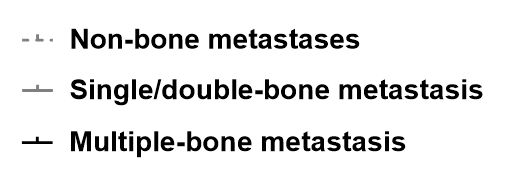 Non-bone metastases
Single/double-bone metastasis
Multiple-bone metastasis